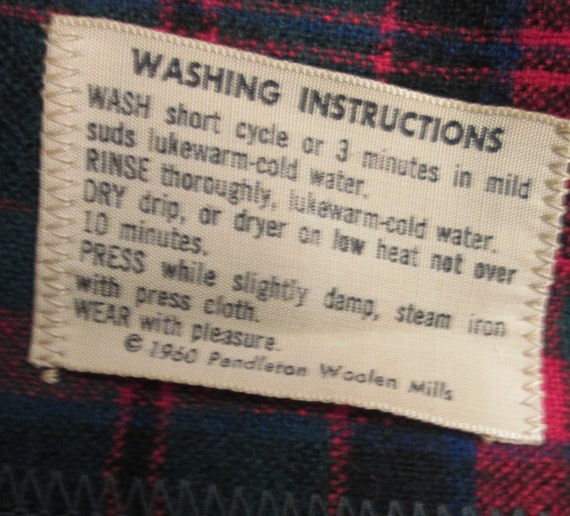 WASHING INSTRUCTIONS
WASH short cycle or 3 minutes in mild
suds lukewarm-cold water.
RINSE thoroughly, lukewarm-cold water.
DRY drip, or dryer on low heat not over
10 minutes.
PRESS while slightly damp, steam iron
with press cloth.
WEAR with pleasure.
© 1960 Pendleton Woolen Mills